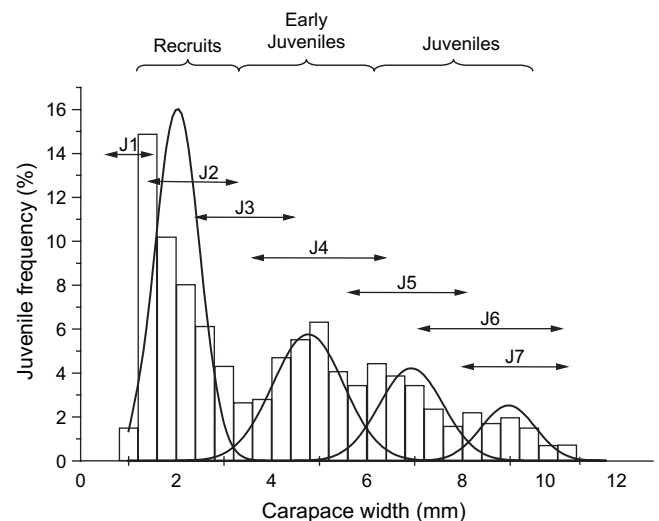 Early
Recruits Juveniles Juveniles
16
J1
14
J2
12
J3
10
J4
8
J5
6
J6
4
J7
2
0
0 2 4 6 8 10 12
Juvenile frequency (%)
Carapace width (mm)